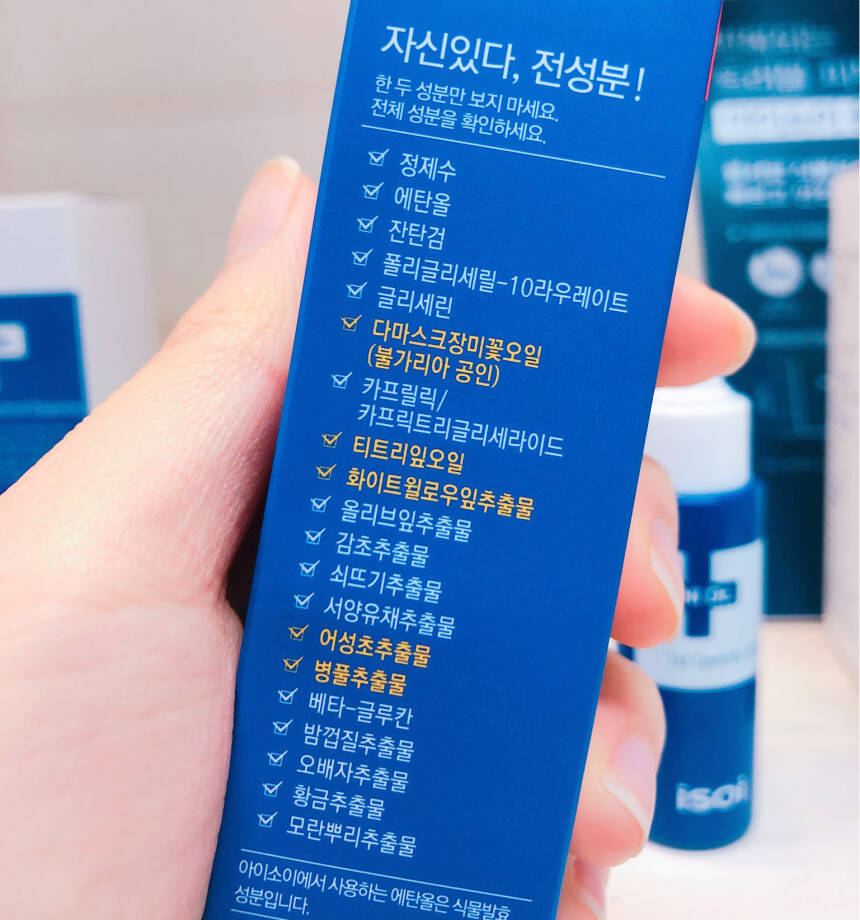 자신있다, 전성분!
한 두 성분만 보지 마세요.
전체 성분을 확인하세요.
정제수
에탄올
잔탄검
폴리글리세릴-10라우레이트
글리세린
다마스크장미꽃오일
(불가리아 공인)
카프릴릭/
카프릭트리글리세라이드
티트리잎오일
화이트윌로우잎추출물
올리브잎추출물
감초추출물
쇠뜨기추출물
서양유채추출물
어성초추출물
병풀추출물
베타-글루칸
밤껍질추출물
오배자추출물
황금추출물
모란뿌리추출물
아이소이에서 사용하는 에탄올은 식물발효
성분입니다.
isoi